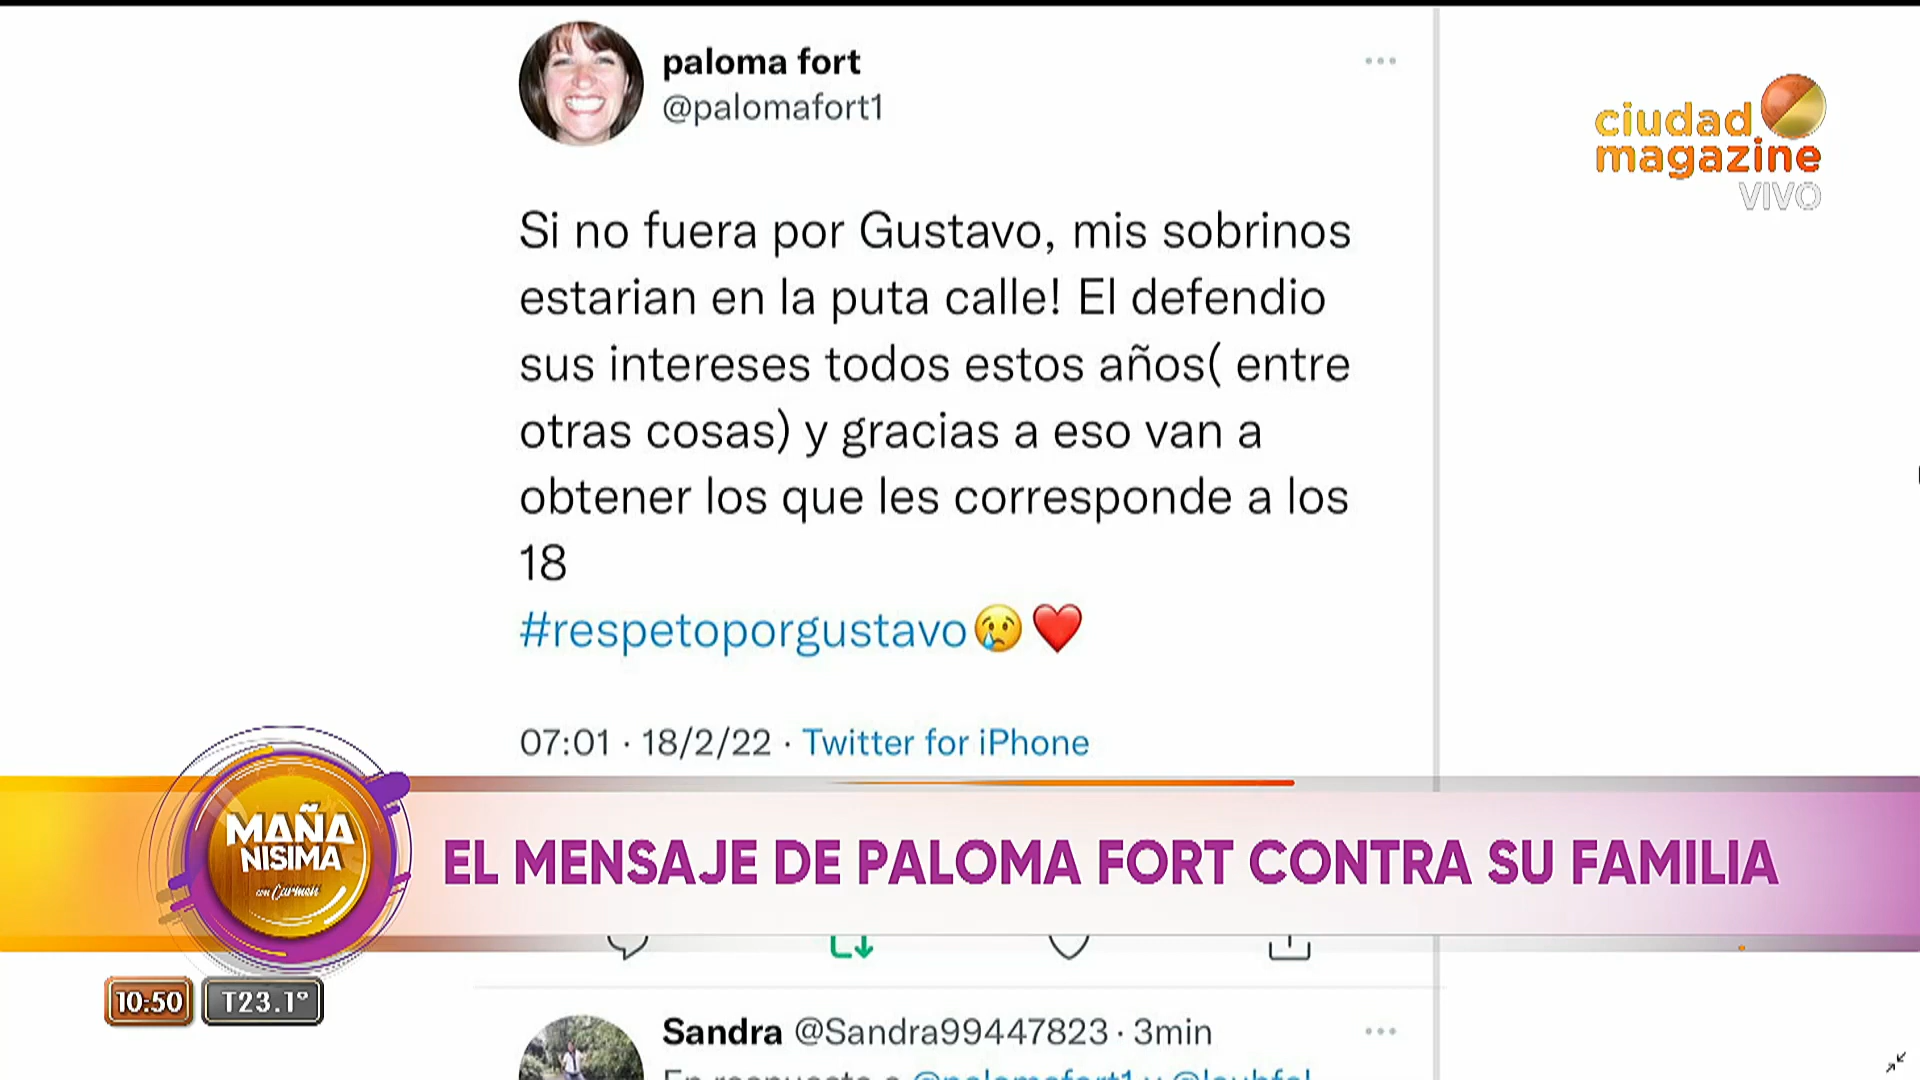 paloma fort
@palomafort1
ciudad
magazine
VIVO
Si no fuera por Gustavo, mis sobrinos
estarian en la puta calle! El defendio
sus intereses todos estos años( entre
otras cosas) y gracias a eso van a
obtener los que les corresponde a los
18
#respetoporgustavo😢❤️
07:01 · 18/2/22 · Twitter for iPhone
MAÑA
NISIMA
con Carmen
EL MENSAJE DE PALOMA FORT CONTRA SU FAMILIA
10:50 T23.1°
Sandra @Sandra99447823 · 3min
En respuesta a @palomafort1 y